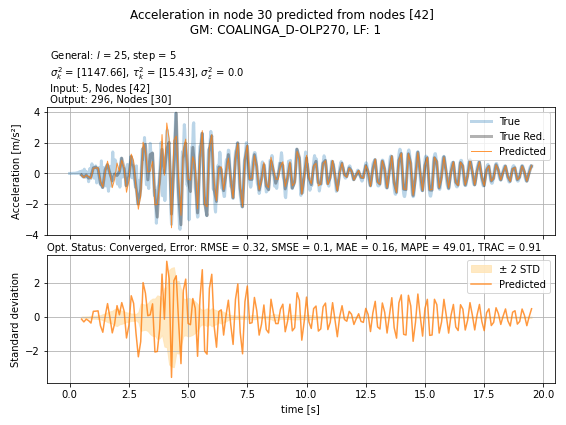 Acceleration in node 30 predicted from nodes [42]
GM: COALINGA_D-OLP270, LF: 1
General: l = 25, step = 5
σ²ₖ = [1147.66], τ²ₖ = [15.43], σ²ε = 0.0
Input: 5, Nodes [42]
Output: 296, Nodes [30]
Acceleration [m/s²]
4
2
0
−2
−4
True
True Red.
Predicted
Opt. Status: Converged, Error: RMSE = 0.32, SMSE = 0.1, MAE = 0.16, MAPE = 49.01, TRAC = 0.91
Standard deviation
2
0
−2
± 2 STD
Predicted
0.0 2.5 5.0 7.5 10.0 12.5 15.0 17.5 20.0
time [s]